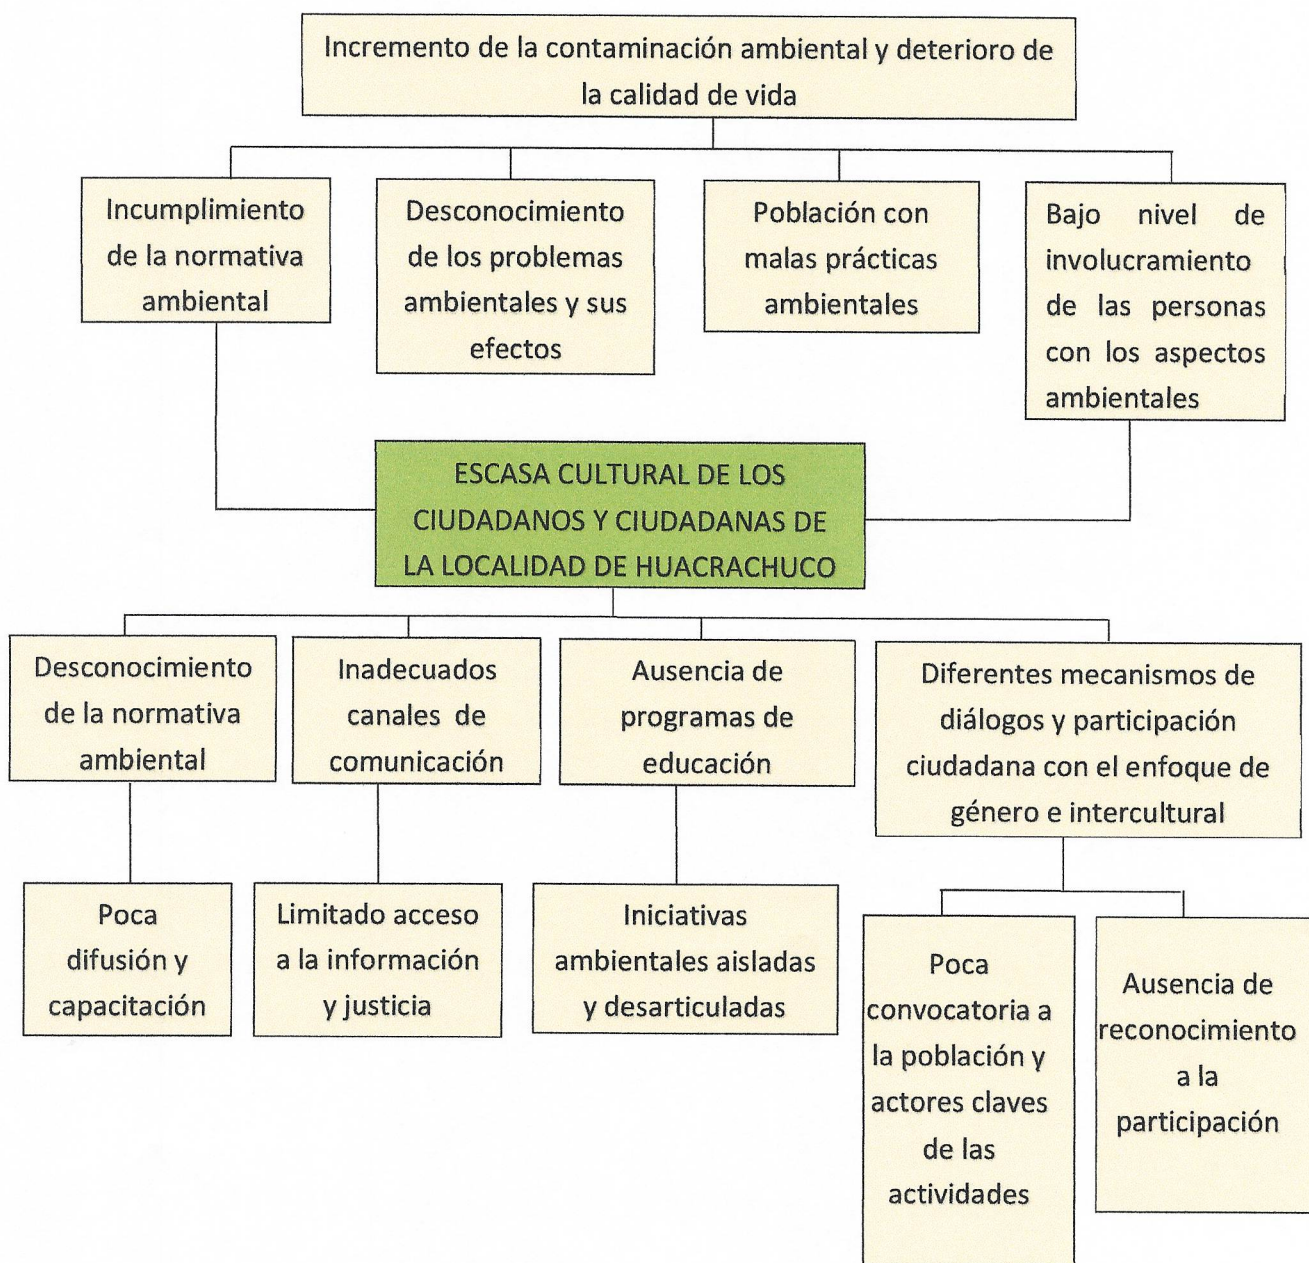 Incremento de la contaminación ambiental y deterioro de
la calidad de vida
Incumplimiento
de la normativa
ambiental
Desconocimiento
de los problemas
ambientales y sus
efectos
Población con
malas prácticas
ambientales
Bajo nivel de
involucramiento
de las personas
con los aspectos
ambientales
ESCASA CULTURAL DE LOS
CIUDADANOS Y CIUDADANAS DE
LA LOCALIDAD DE HUACRACHUCO
Desconocimiento
de la normativa
ambiental
Inadecuados
canales de
comunicación
Ausencia de
programas de
educación
Diferentes mecanismos de
diálogos y participación
ciudadana con el enfoque de
género e intercultural
Poca
difusión y
capacitación
Limitado acceso
a la información
y justicia
Iniciativas
ambientales aisladas
y desarticuladas
Poca
convocatoria a
la población y
actores claves
de las
actividades
Ausencia de
reconocimiento
a la
participación